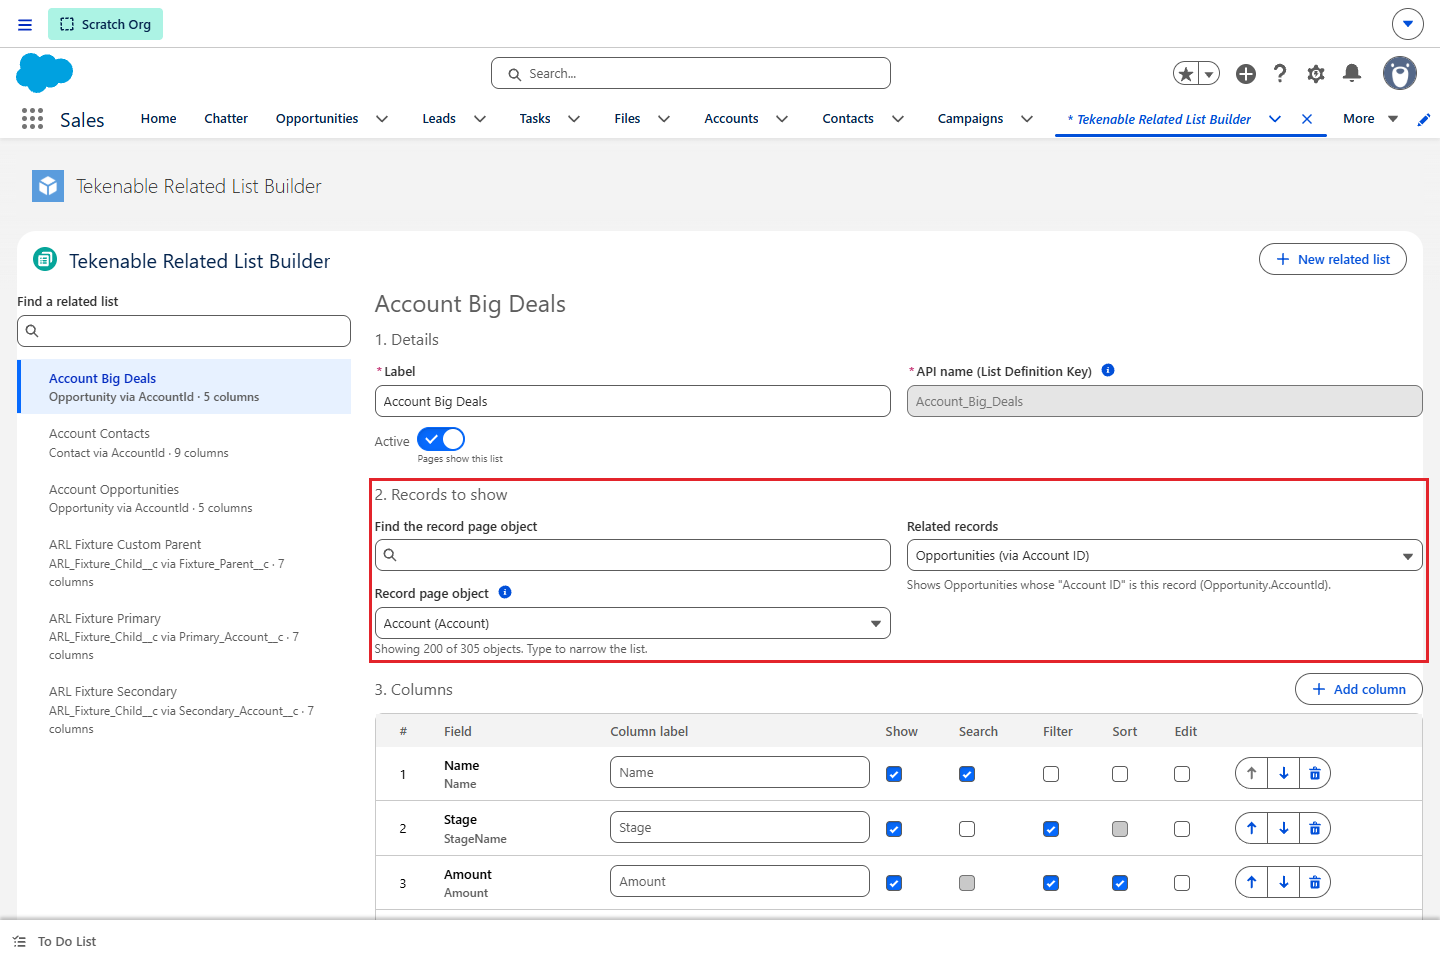 Scratch Org
Search...
Sales
Home
Chatter
Opportunities
Leads
Tasks
Files
Accounts
Contacts
Campaigns
* Tekenable Related List Builder
More
Tekenable Related List Builder
Tekenable Related List Builder
New related list
Find a related list
Account Big Deals
Opportunity via AccountId · 5 columns
Account Contacts
Contact via AccountId · 9 columns
Account Opportunities
Opportunity via AccountId · 5 columns
ARL Fixture Custom Parent
ARL_Fixture_Child__c via Fixture_Parent__c · 7
columns
ARL Fixture Primary
ARL_Fixture_Child__c via Primary_Account__c · 7
columns
ARL Fixture Secondary
ARL_Fixture_Child__c via Secondary_Account__c · 7
columns
Account Big Deals
1. Details
* Label
Account Big Deals
* API name (List Definition Key)
Account_Big_Deals
Active
Pages show this list
2. Records to show
Find the record page object
Related records
Opportunities (via Account ID)
Shows Opportunities whose "Account ID" is this record (Opportunity.AccountId).
Record page object
Account (Account)
Showing 200 of 305 objects. Type to narrow the list.
3. Columns
Add column
# Field Column label Show Search Filter Sort Edit
1 Name Name
Name
2 Stage Stage
StageName
3 Amount Amount
Amount
To Do List